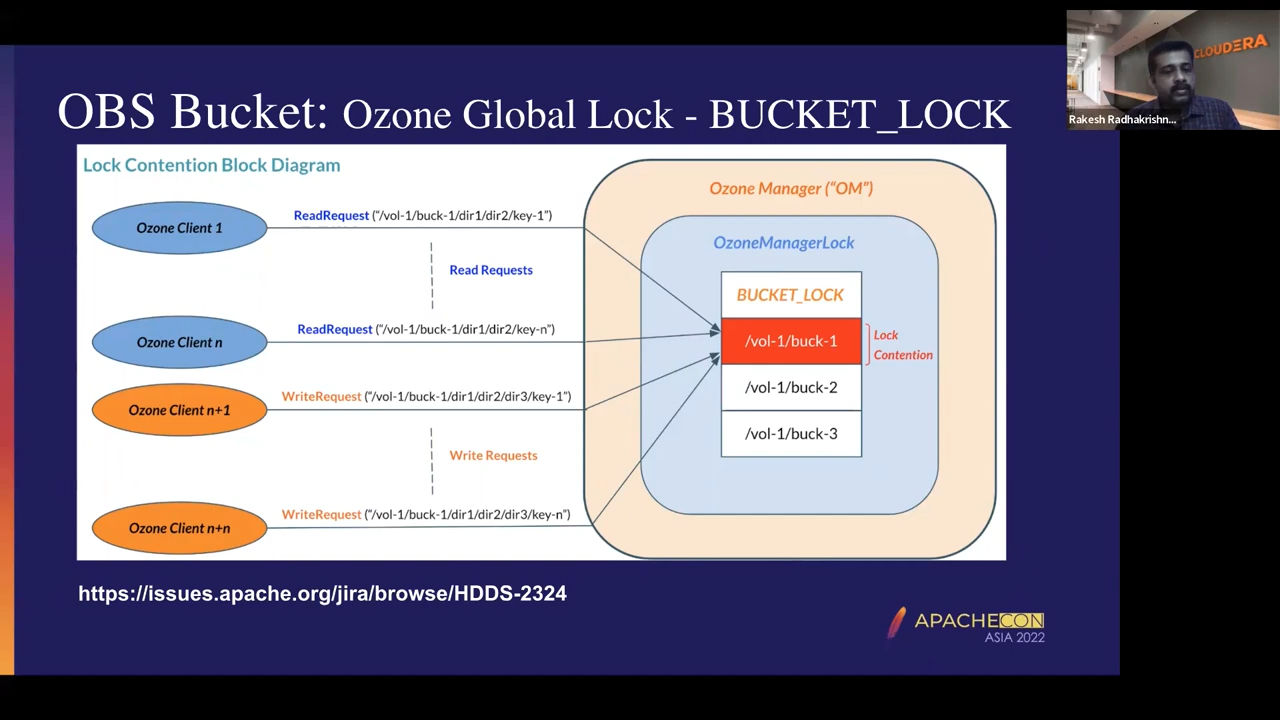 OBS Bucket: Ozone Global Lock - BUCKET_LOCK
CLOUDERA
Rakesh Radhakrishn...
Lock Contention Block Diagram
Ozone Client 1
ReadRequest (“/vol-1/buck-1/dir1/dir2/key-1”)
Read Requests
Ozone Client n
ReadRequest (“/vol-1/buck-1/dir1/dir2/key-n”)
Ozone Client n+1
WriteRequest (“/vol-1/buck-1/dir1/dir2/dir3/key-1”)
Write Requests
Ozone Client n+n
WriteRequest (“/vol-1/buck-1/dir1/dir2/dir3/key-n”)
Ozone Manager (“OM”)
OzoneManagerLock
BUCKET_LOCK
/vol-1/buck-1
Lock
Contention
/vol-1/buck-2
/vol-1/buck-3
https://issues.apache.org/jira/browse/HDDS-2324
APACHECON
ASIA 2022